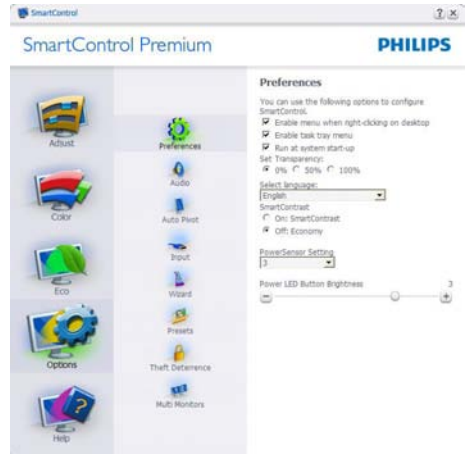 SmartControl
SmartControl Premium
PHILIPS
Adjust
Color
Eco
Options
Help
Preferences
Audio
Auto Pivot
Input
Wizard
Presets
Theft Deterrence
Multi Monitors
Preferences
You can use the following options to configure
SmartControl.
Enable menu when right-clicking on desktop
Enable task tray menu
Run at system start-up
Set Transparency:
0% 50% 100%
Select language:
English
SmartContrast
On: SmartContrast
Off: Economy
PowerSensor Setting
3
Power LED Button Brightness 3